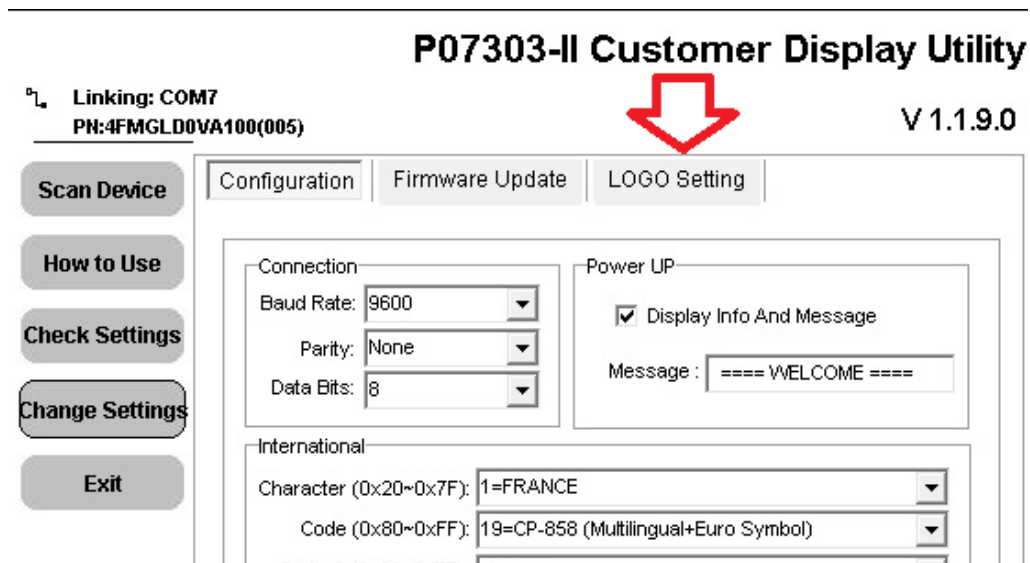 P07303-II Customer Display Utility
Linking: COM7
PN:4FMGLD0VA100(005)
V 1.1.9.0
Scan Device
How to Use
Check Settings
Change Settings
Exit
Configuration
Firmware Update
LOGO Setting
Connection
Baud Rate: 9600
Parity: None
Data Bits: 8
Power UP
Display Info And Message
Message : ==== WELCOME ====
International
Character (0x20~0x7F): 1=FRANCE
Code (0x80~0xFF): 19=CP-858 (Multilingual+Euro Symbol)